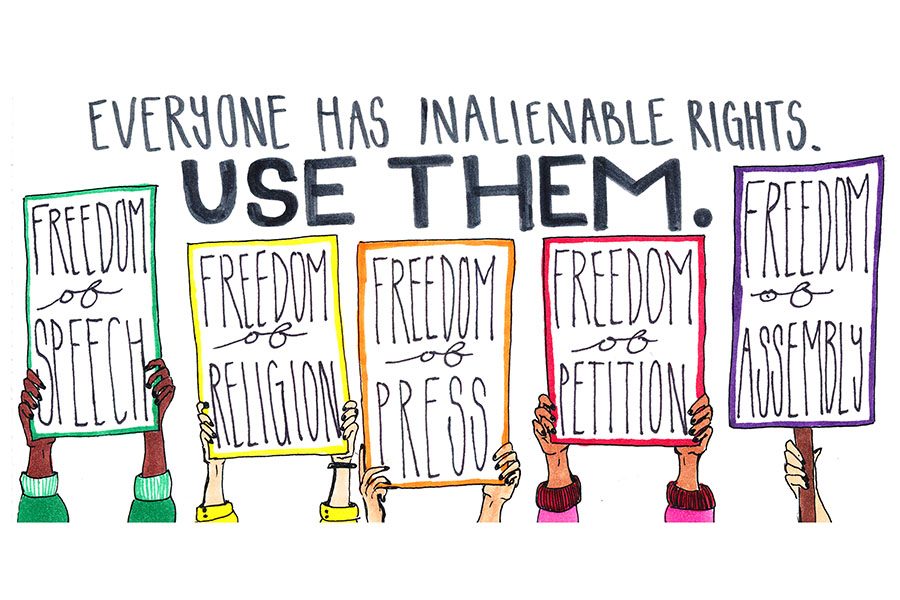 EVERYONE HAS INALIENABLE RIGHTS.
USE THEM.
FREEDOM
of
SPEECH
FREEDOM
of
RELIGION
FREEDOM
of
PRESS
FREEDOM
of
PETITION
FREEDOM
of
ASSEMBLY